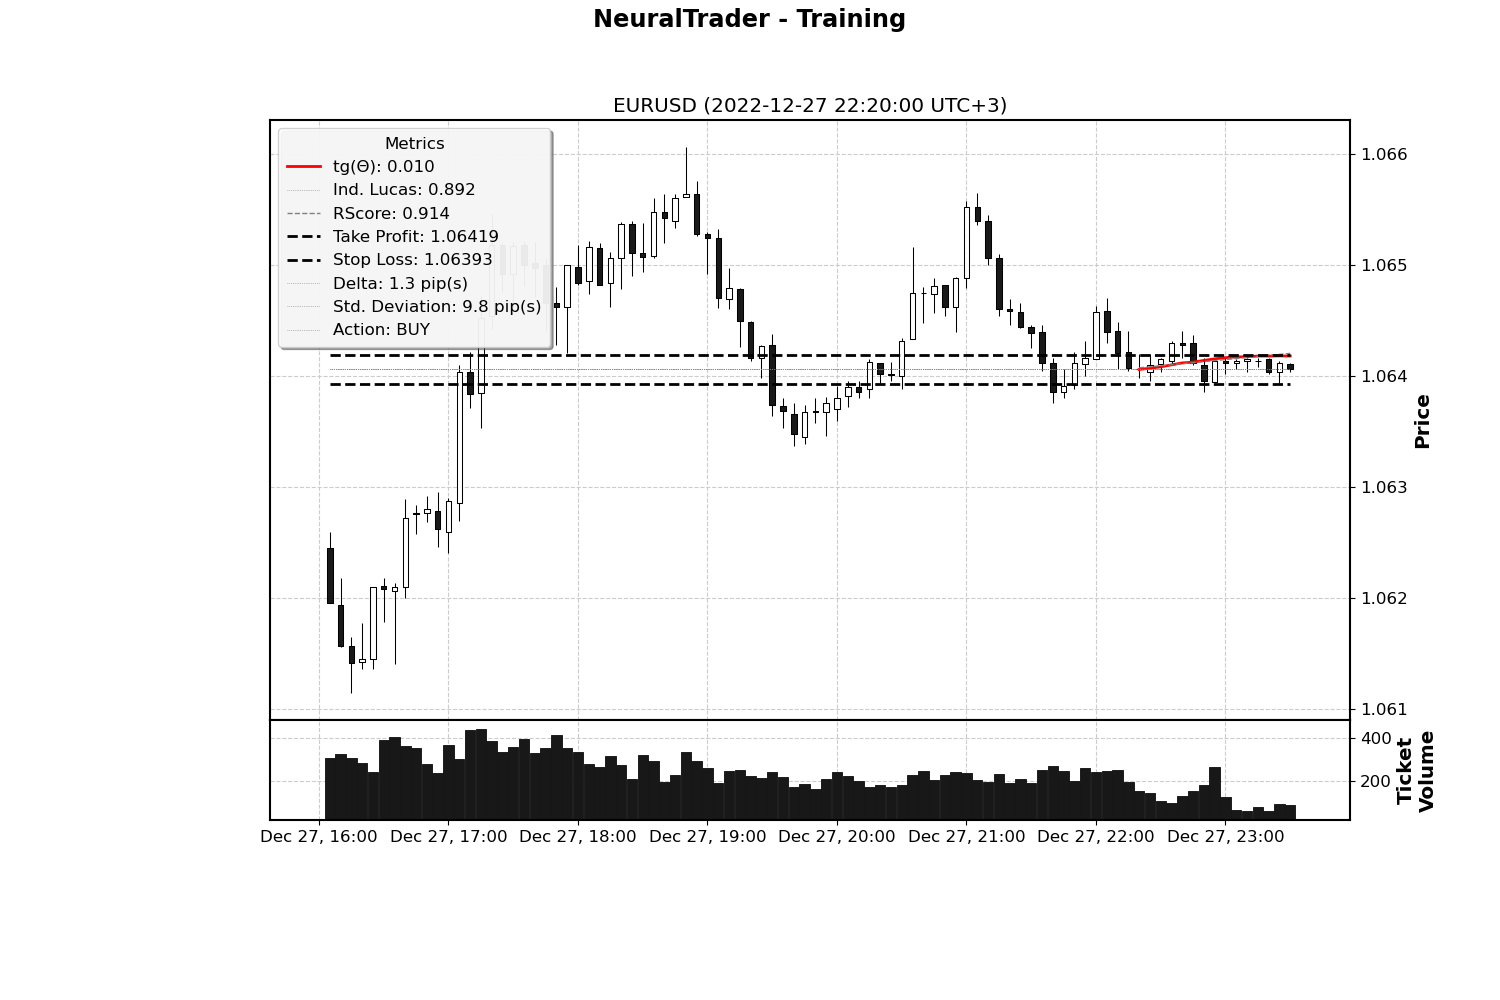 NeuralTrader - Training
EURUSD (2022-12-27 22:20:00 UTC+3)
Metrics
tg(Θ): 0.010
Ind. Lucas: 0.892
RScore: 0.914
Take Profit: 1.06419
Stop Loss: 1.06393
Delta: 1.3 pip(s)
Std. Deviation: 9.8 pip(s)
Action: BUY
1.066
1.065
1.064
1.063
1.062
1.061
Price
400
200
Ticket
Volume
Dec 27, 16:00 Dec 27, 17:00 Dec 27, 18:00 Dec 27, 19:00 Dec 27, 20:00 Dec 27, 21:00 Dec 27, 22:00 Dec 27, 23:00